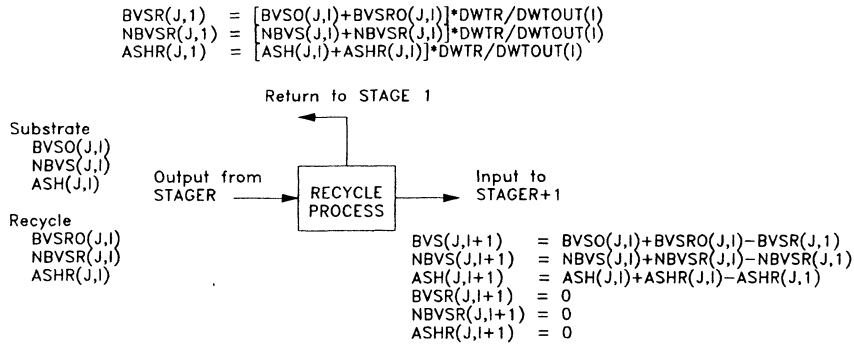 BVSR(J,1) = [BVSO(J,I)+BVSRO(J,I)]*DWTR/DWTOUT(I)
NBVSR(J,1) = [NBVS(J,I)+NBVSR(J,I)]*DWTR/DWTOUT(I)
ASHR(J,1) = [ASH(J,I)+ASHR(J,I)]*DWTR/DWTOUT(I)
Return to STAGE 1
Substrate
BVSO(J,I)
NBVS(J,I)
ASH(J,I)
Recycle
BVSRO(J,I)
NBVSR(J,I)
ASHR(J,I)
Output from
STAGER
RECYCLE
PROCESS
Input to
STAGER+1
BVS(J,I+1) = BVSO(J,I)+BVSRO(J,I)-BVSR(J,1)
NBVS(J,I+1) = NBVS(J,I)+NBVSR(J,I)-NBVSR(J,1)
ASH(J,I+1) = ASH(J,I)+ASHR(J,I)-ASHR(J,1)
BVSR(J,I+1) = 0
NBVSR(J,I+1) = 0
ASHR(J,I+1) = 0